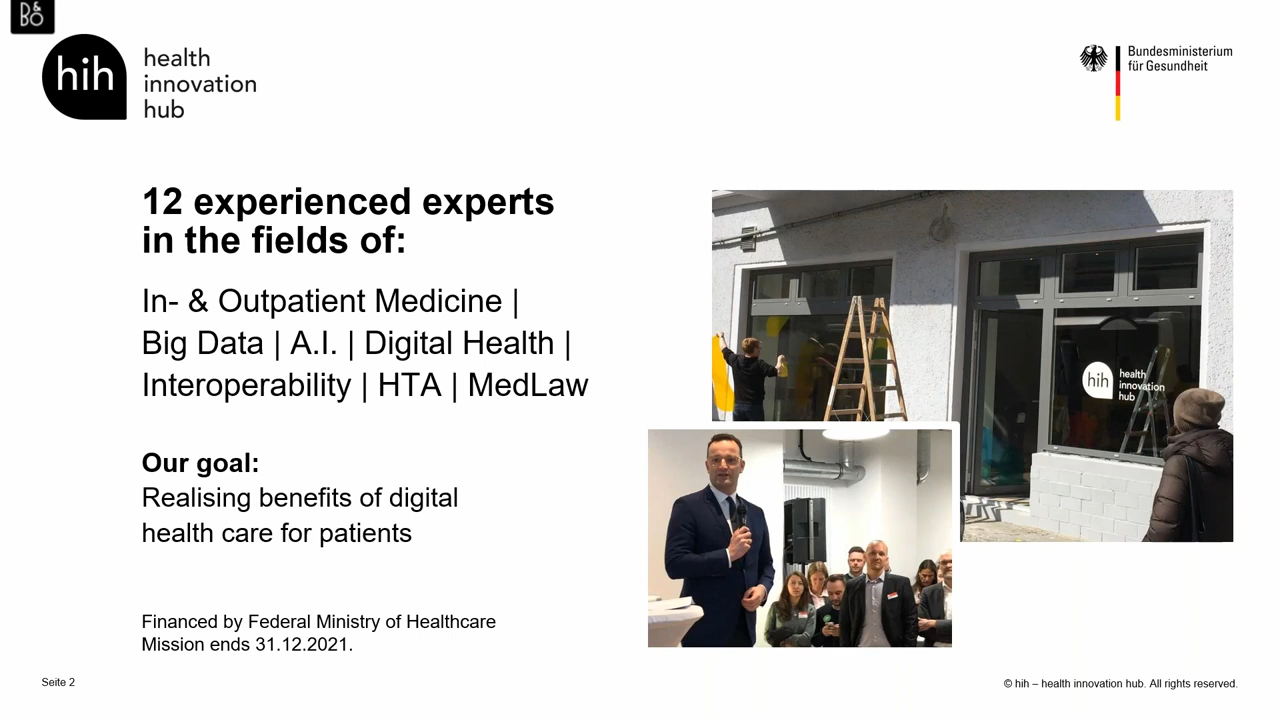 B&O
hih
health
innovation
hub
Bundesministerium
für Gesundheit
12 experienced experts
in the fields of:
In- & Outpatient Medicine |
Big Data | A.I. | Digital Health |
Interoperability | HTA | MedLaw
Our goal:
Realising benefits of digital
health care for patients
Financed by Federal Ministry of Healthcare
Mission ends 31.12.2021.
hih
health
innovation
hub
Seite 2
© hih – health innovation hub. All rights reserved.